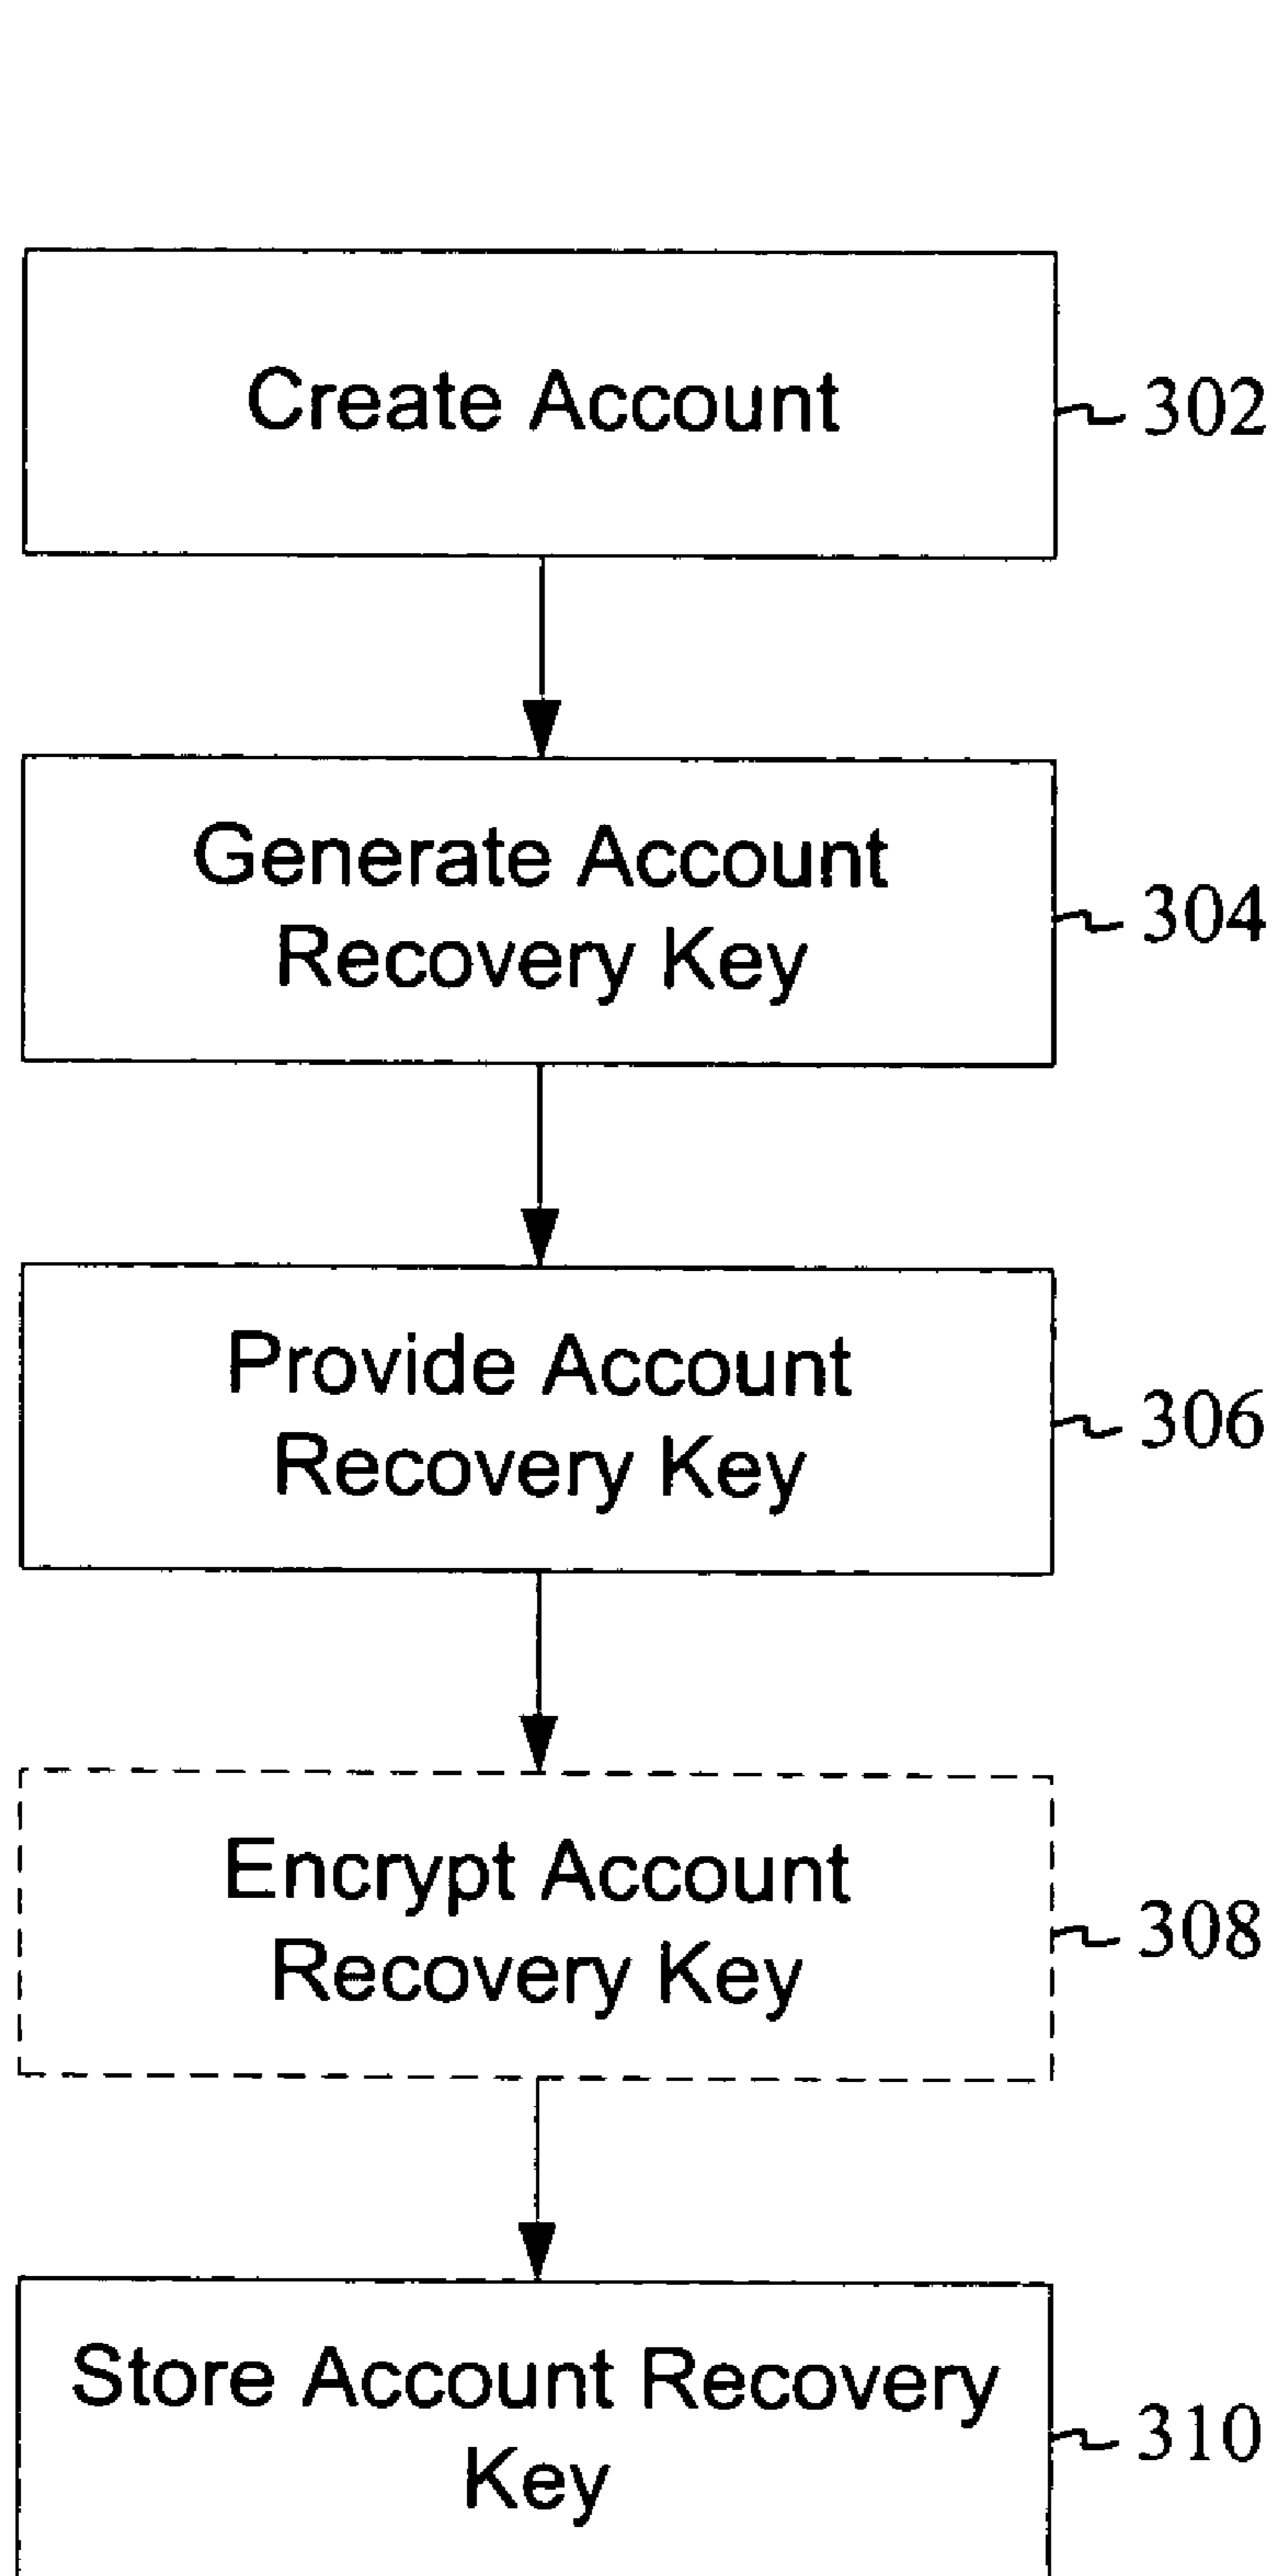 Create Account
302
Generate Account
Recovery Key
304
Provide Account
Recovery Key
306
Encrypt Account
Recovery Key
308
Store Account Recovery
Key
310